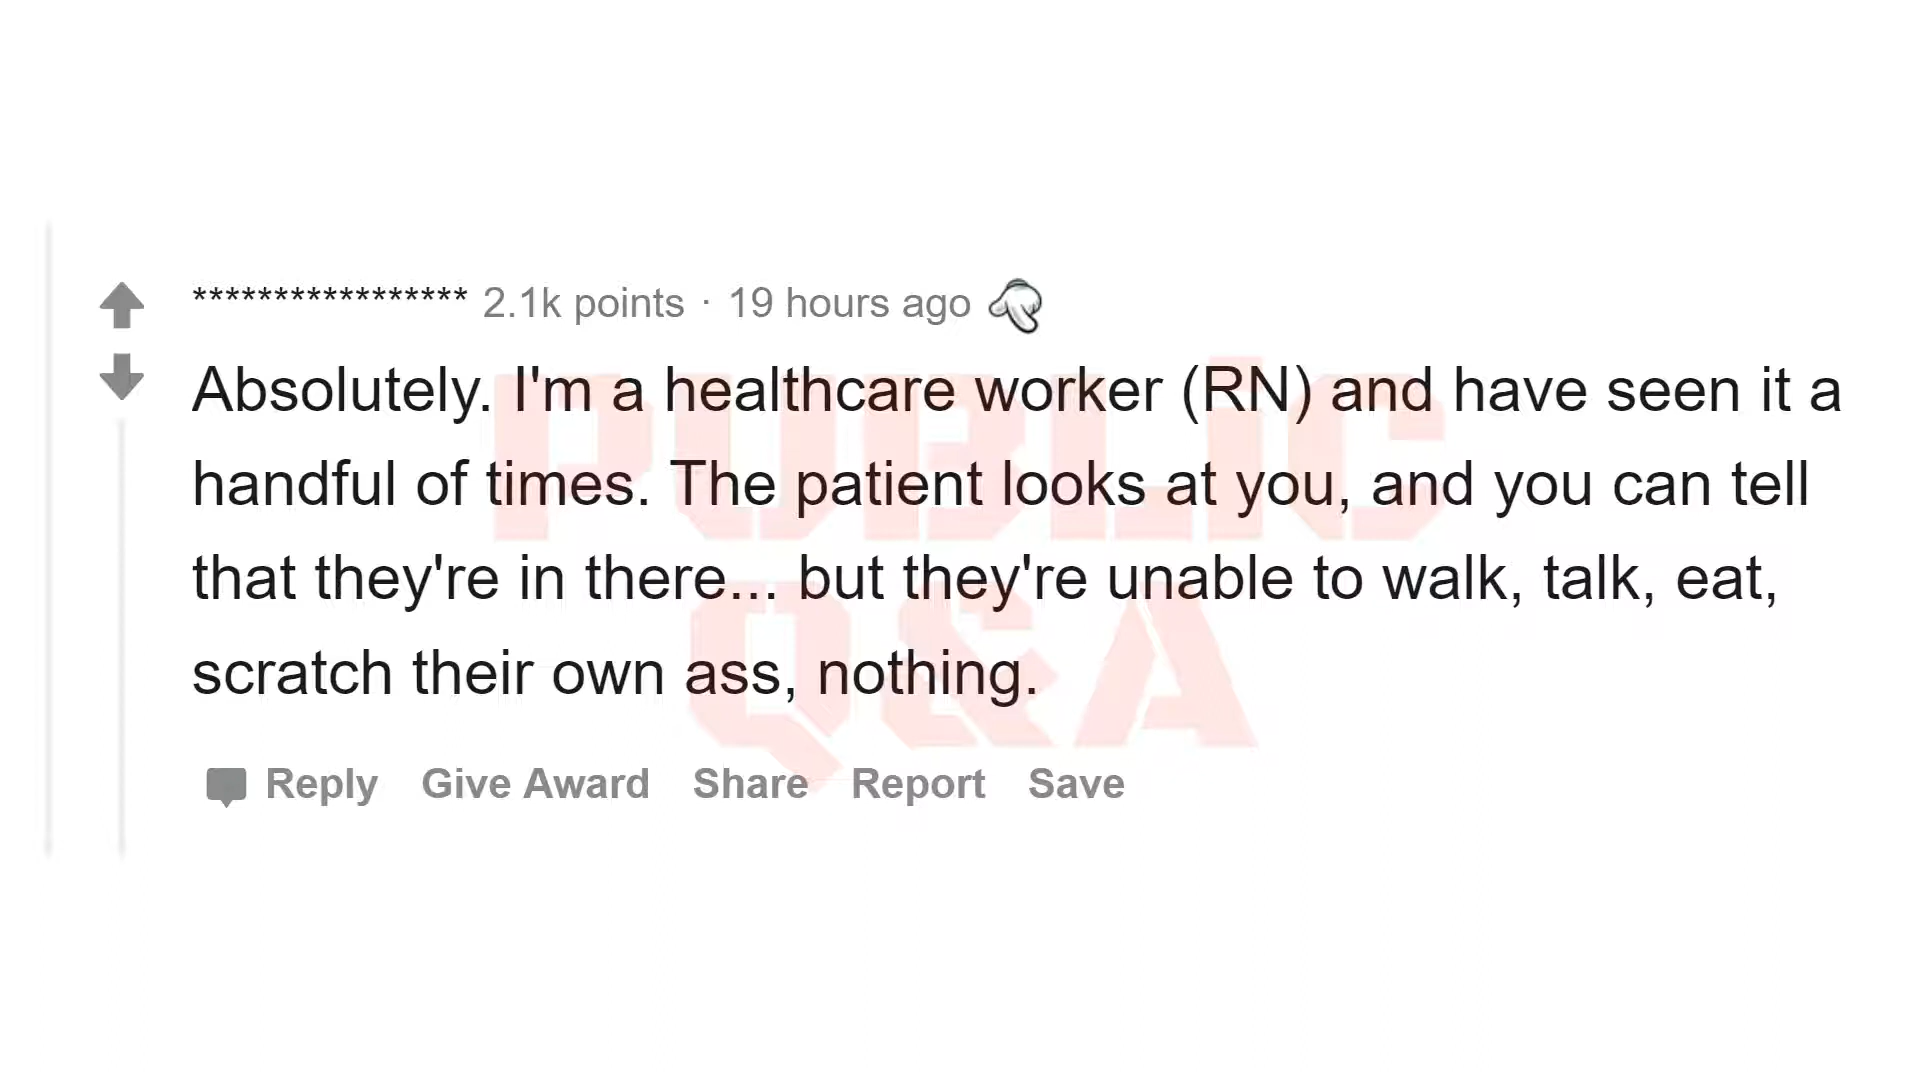 ***************** 2.1k points · 19 hours ago
Absolutely. I'm a healthcare worker (RN) and have seen it a
handful of times. The patient looks at you, and you can tell
that they're in there... but they're unable to walk, talk, eat,
scratch their own ass, nothing.
PUBLIC
Q&A
Reply Give Award Share Report Save